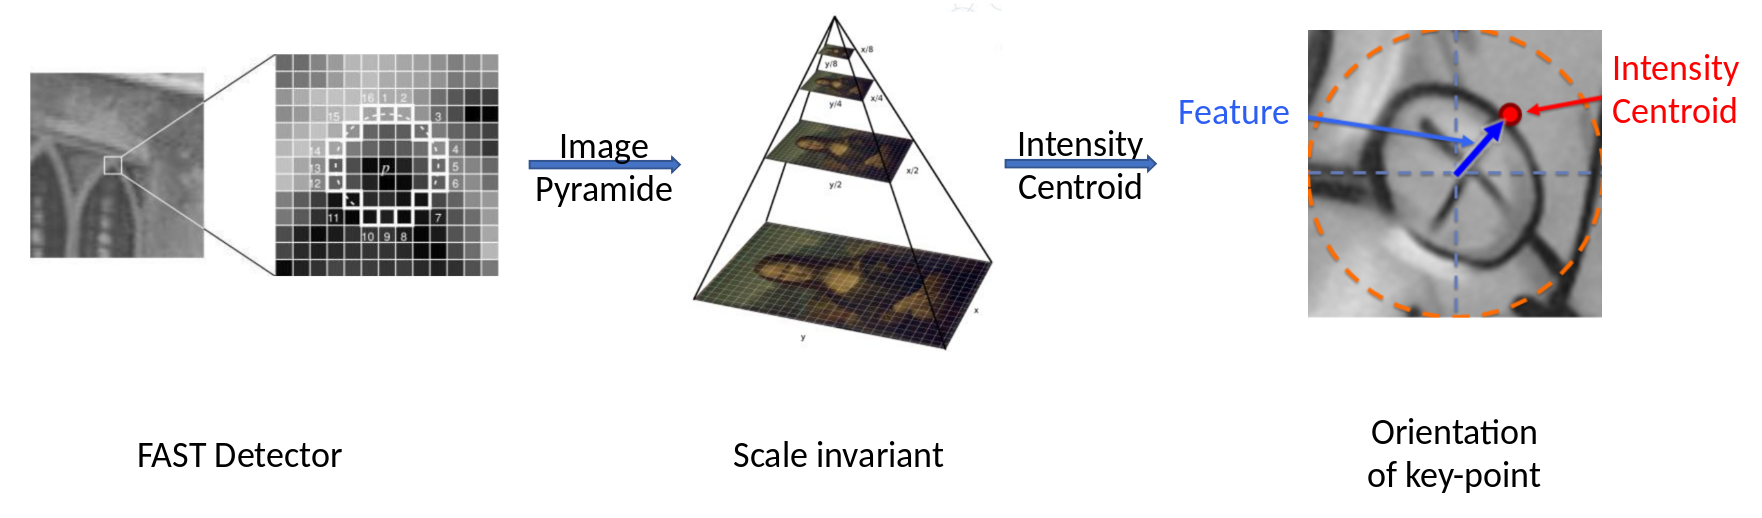 16 1 2
15 3
14 4
13 p 5
12 6
11 7
10 9 8
FAST Detector
Image
Pyramide
x/8
y/8
x/4
y/4
x/2
y/2
x
y
Scale invariant
Intensity
Centroid
Feature
Intensity
Centroid
Orientation
of key-point